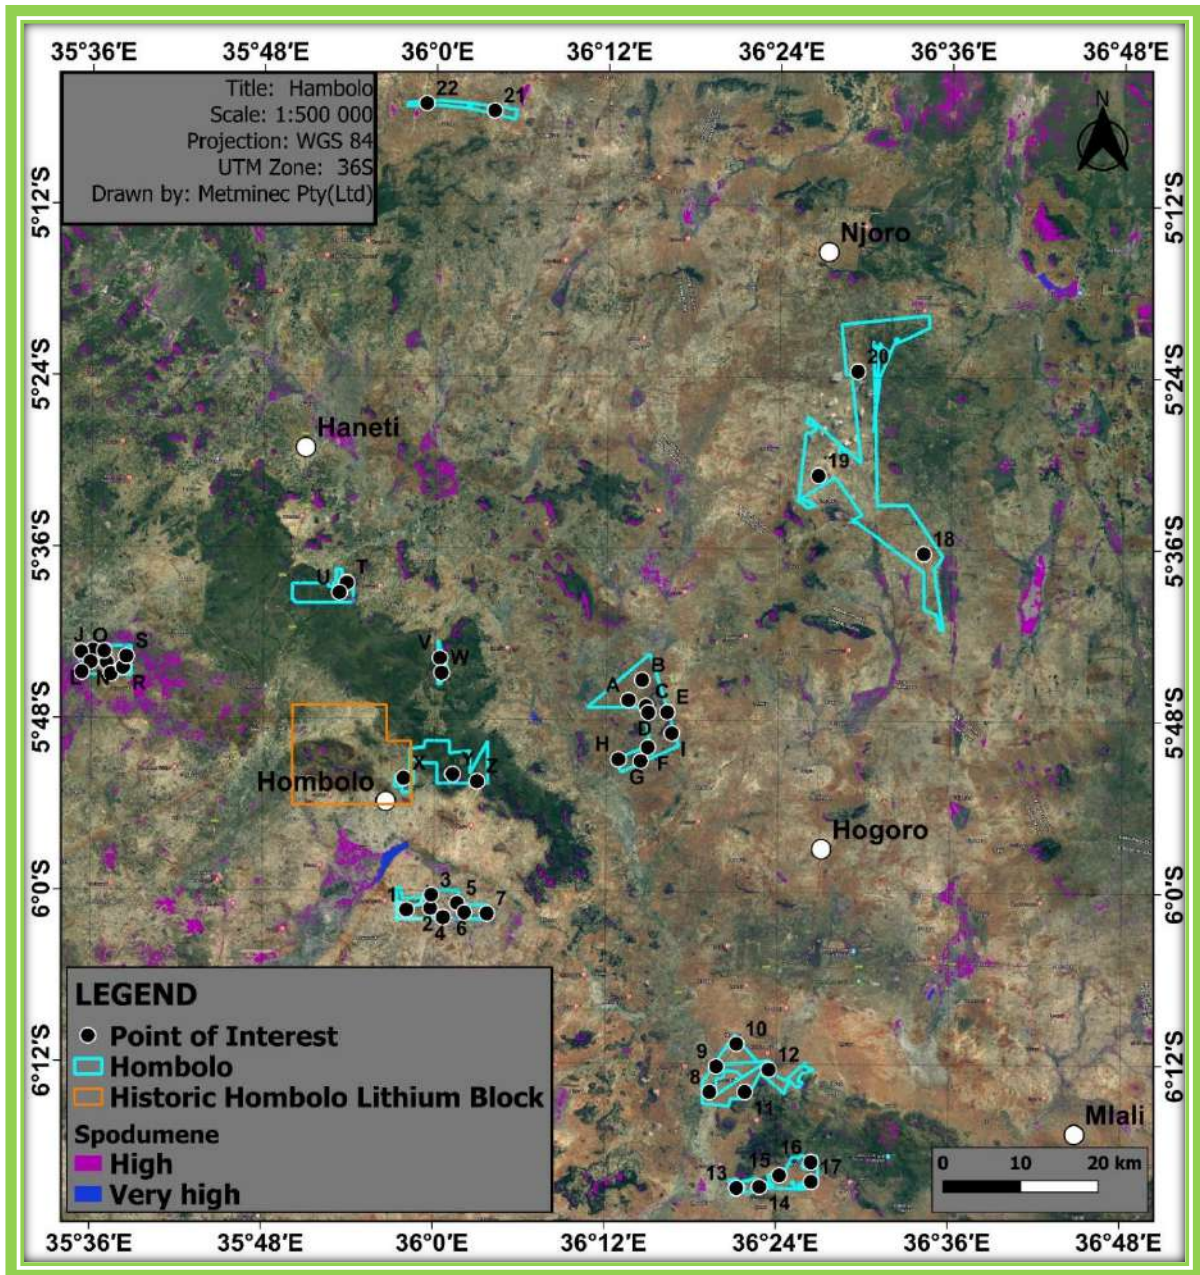 35°36'E 35°48'E 36°0'E 36°12'E 36°24'E 36°36'E 36°48'E
Title: Hambolo
Scale: 1:500 000
Projection: WGS 84
UTM Zone: 36S
Drawn by: Metminec Pty(Ltd)
22
21
N
5°12'S 5°12'S
Njoro
5°24'S 5°24'S
20
Haneti
19
5°36'S 5°36'S
18
U T
J O S
L N R
V W
B
A C E
D
H I
G F
5°48'S 5°48'S
X Z
Hombolo
Hogoro
6°0'S 6°0'S
1 3 5 7
2 4 6
LEGEND
Point of Interest
Hombolo
Historic Hombolo Lithium Block
Spodumene
High
Very high
10
9 12
8
11
6°12'S 6°12'S
Mlali
16
15 17
13
14
0 10 20 km
35°36'E 35°48'E 36°0'E 36°12'E 36°24'E 36°36'E 36°48'E